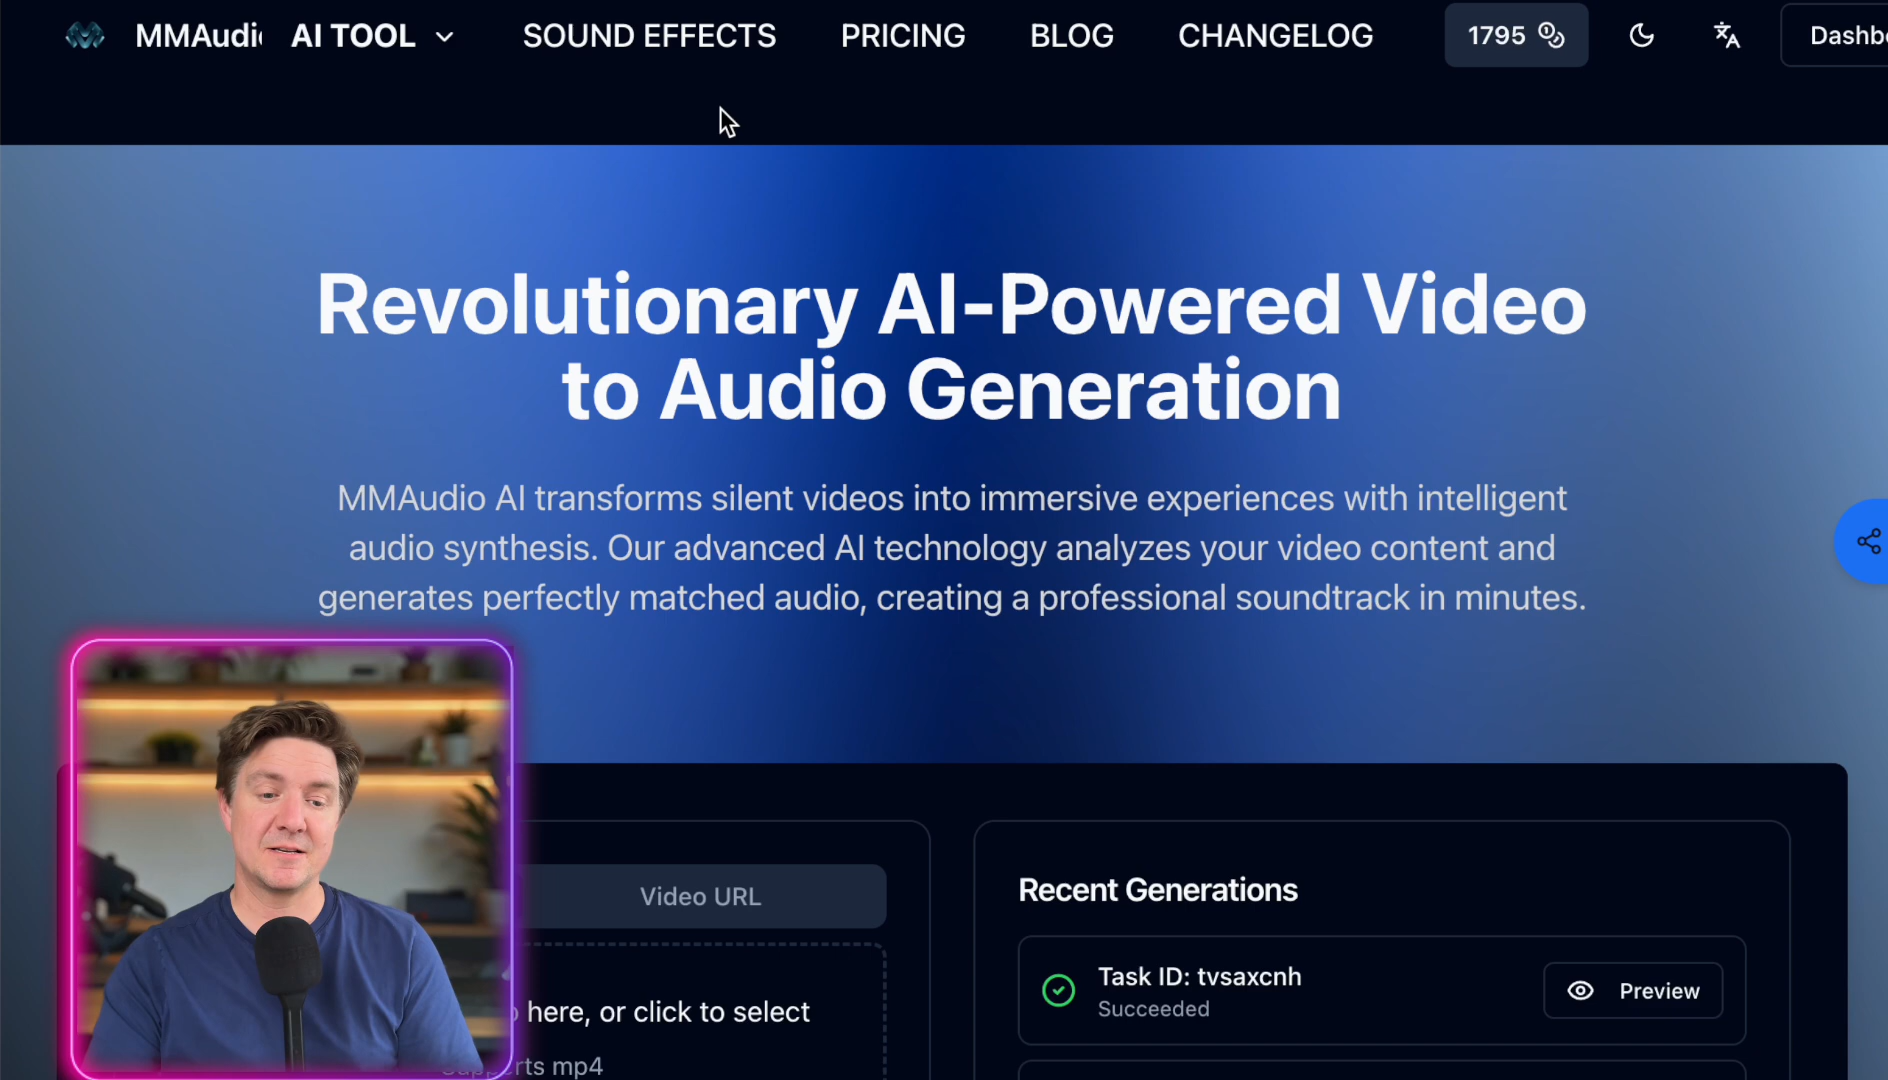 MMAudi
AI TOOL
SOUND EFFECTS
PRICING
BLOG
CHANGELOG
1795
Dashb
Revolutionary AI-Powered Video
to Audio Generation
MMAudio AI transforms silent videos into immersive experiences with intelligent
audio synthesis. Our advanced AI technology analyzes your video content and
generates perfectly matched audio, creating a professional soundtrack in minutes.
Video URL
here, or click to select
mp4
Recent Generations
Task ID: tvsaxcnh
Succeeded
Preview